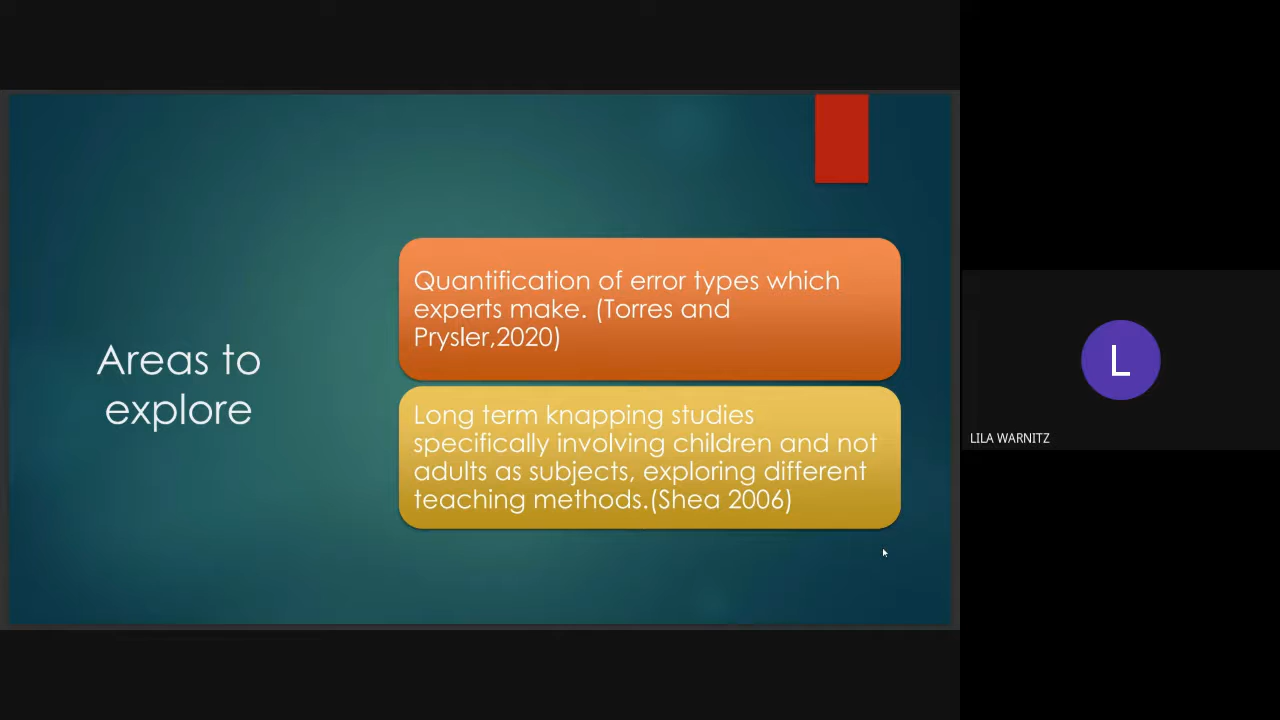 Areas to
explore
Quantification of error types which
experts make. (Torres and
Prysler,2020)
Long term knapping studies
specifically involving children and not
adults as subjects, exploring different
teaching methods.(Shea 2006)
L
LILA WARNITZ